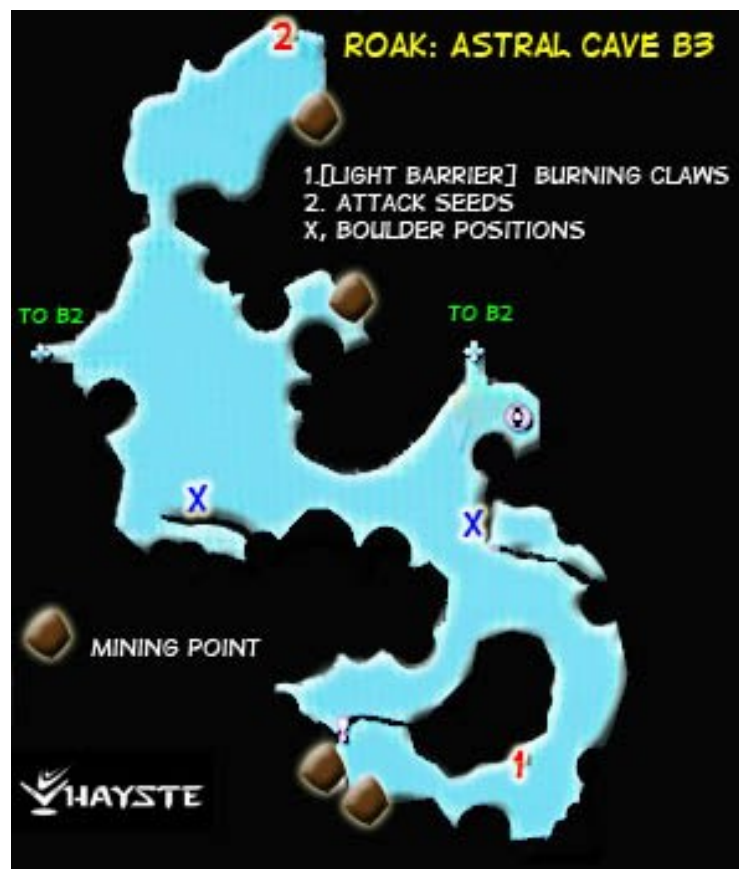 2
ROAK: ASTRAL CAVE B3
1.[LIGHT BARRIER] BURNING CLAWS
2. ATTACK SEEDS
X, BOULDER POSITIONS
TO B2
TO B2
X
X
MINING POINT
1
HAYSTE